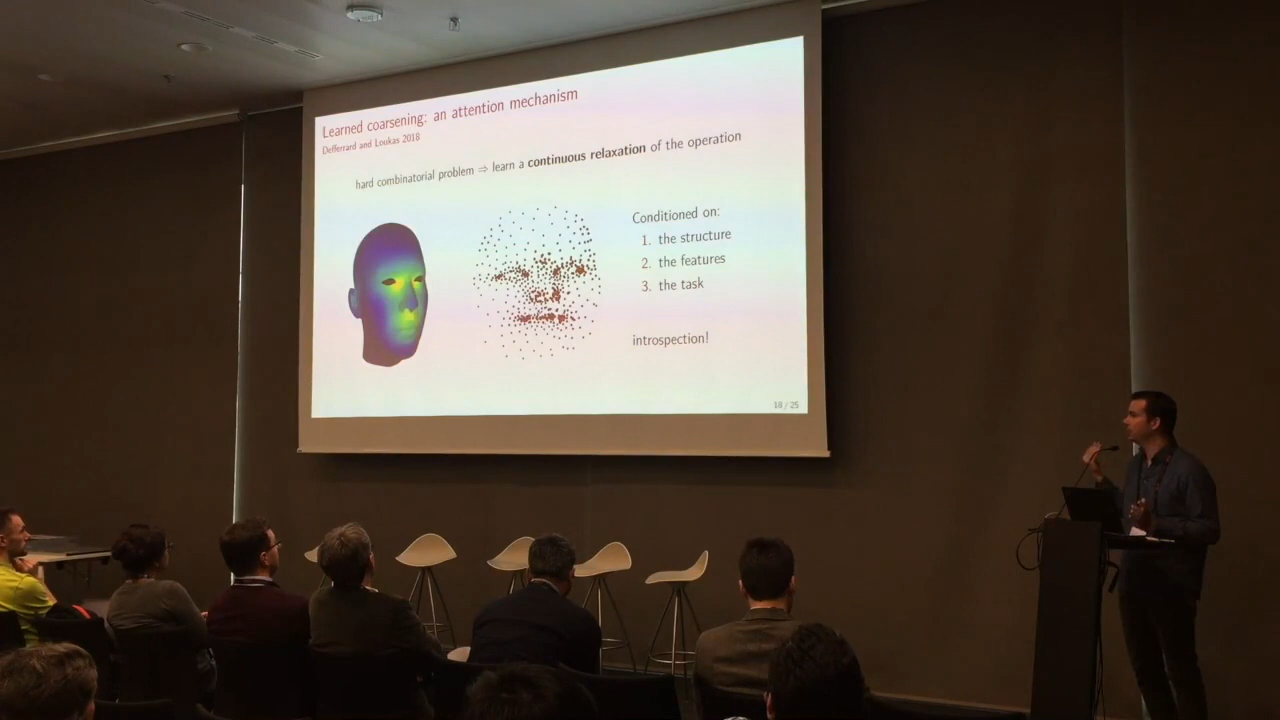 Learned coarsening: an attention mechanism
Defferrard and Loukas 2018
hard combinatorial problem ⇒ learn a continuous relaxation of the operation
Conditioned on:
1. the structure
2. the features
3. the task
introspection!
18 / 25